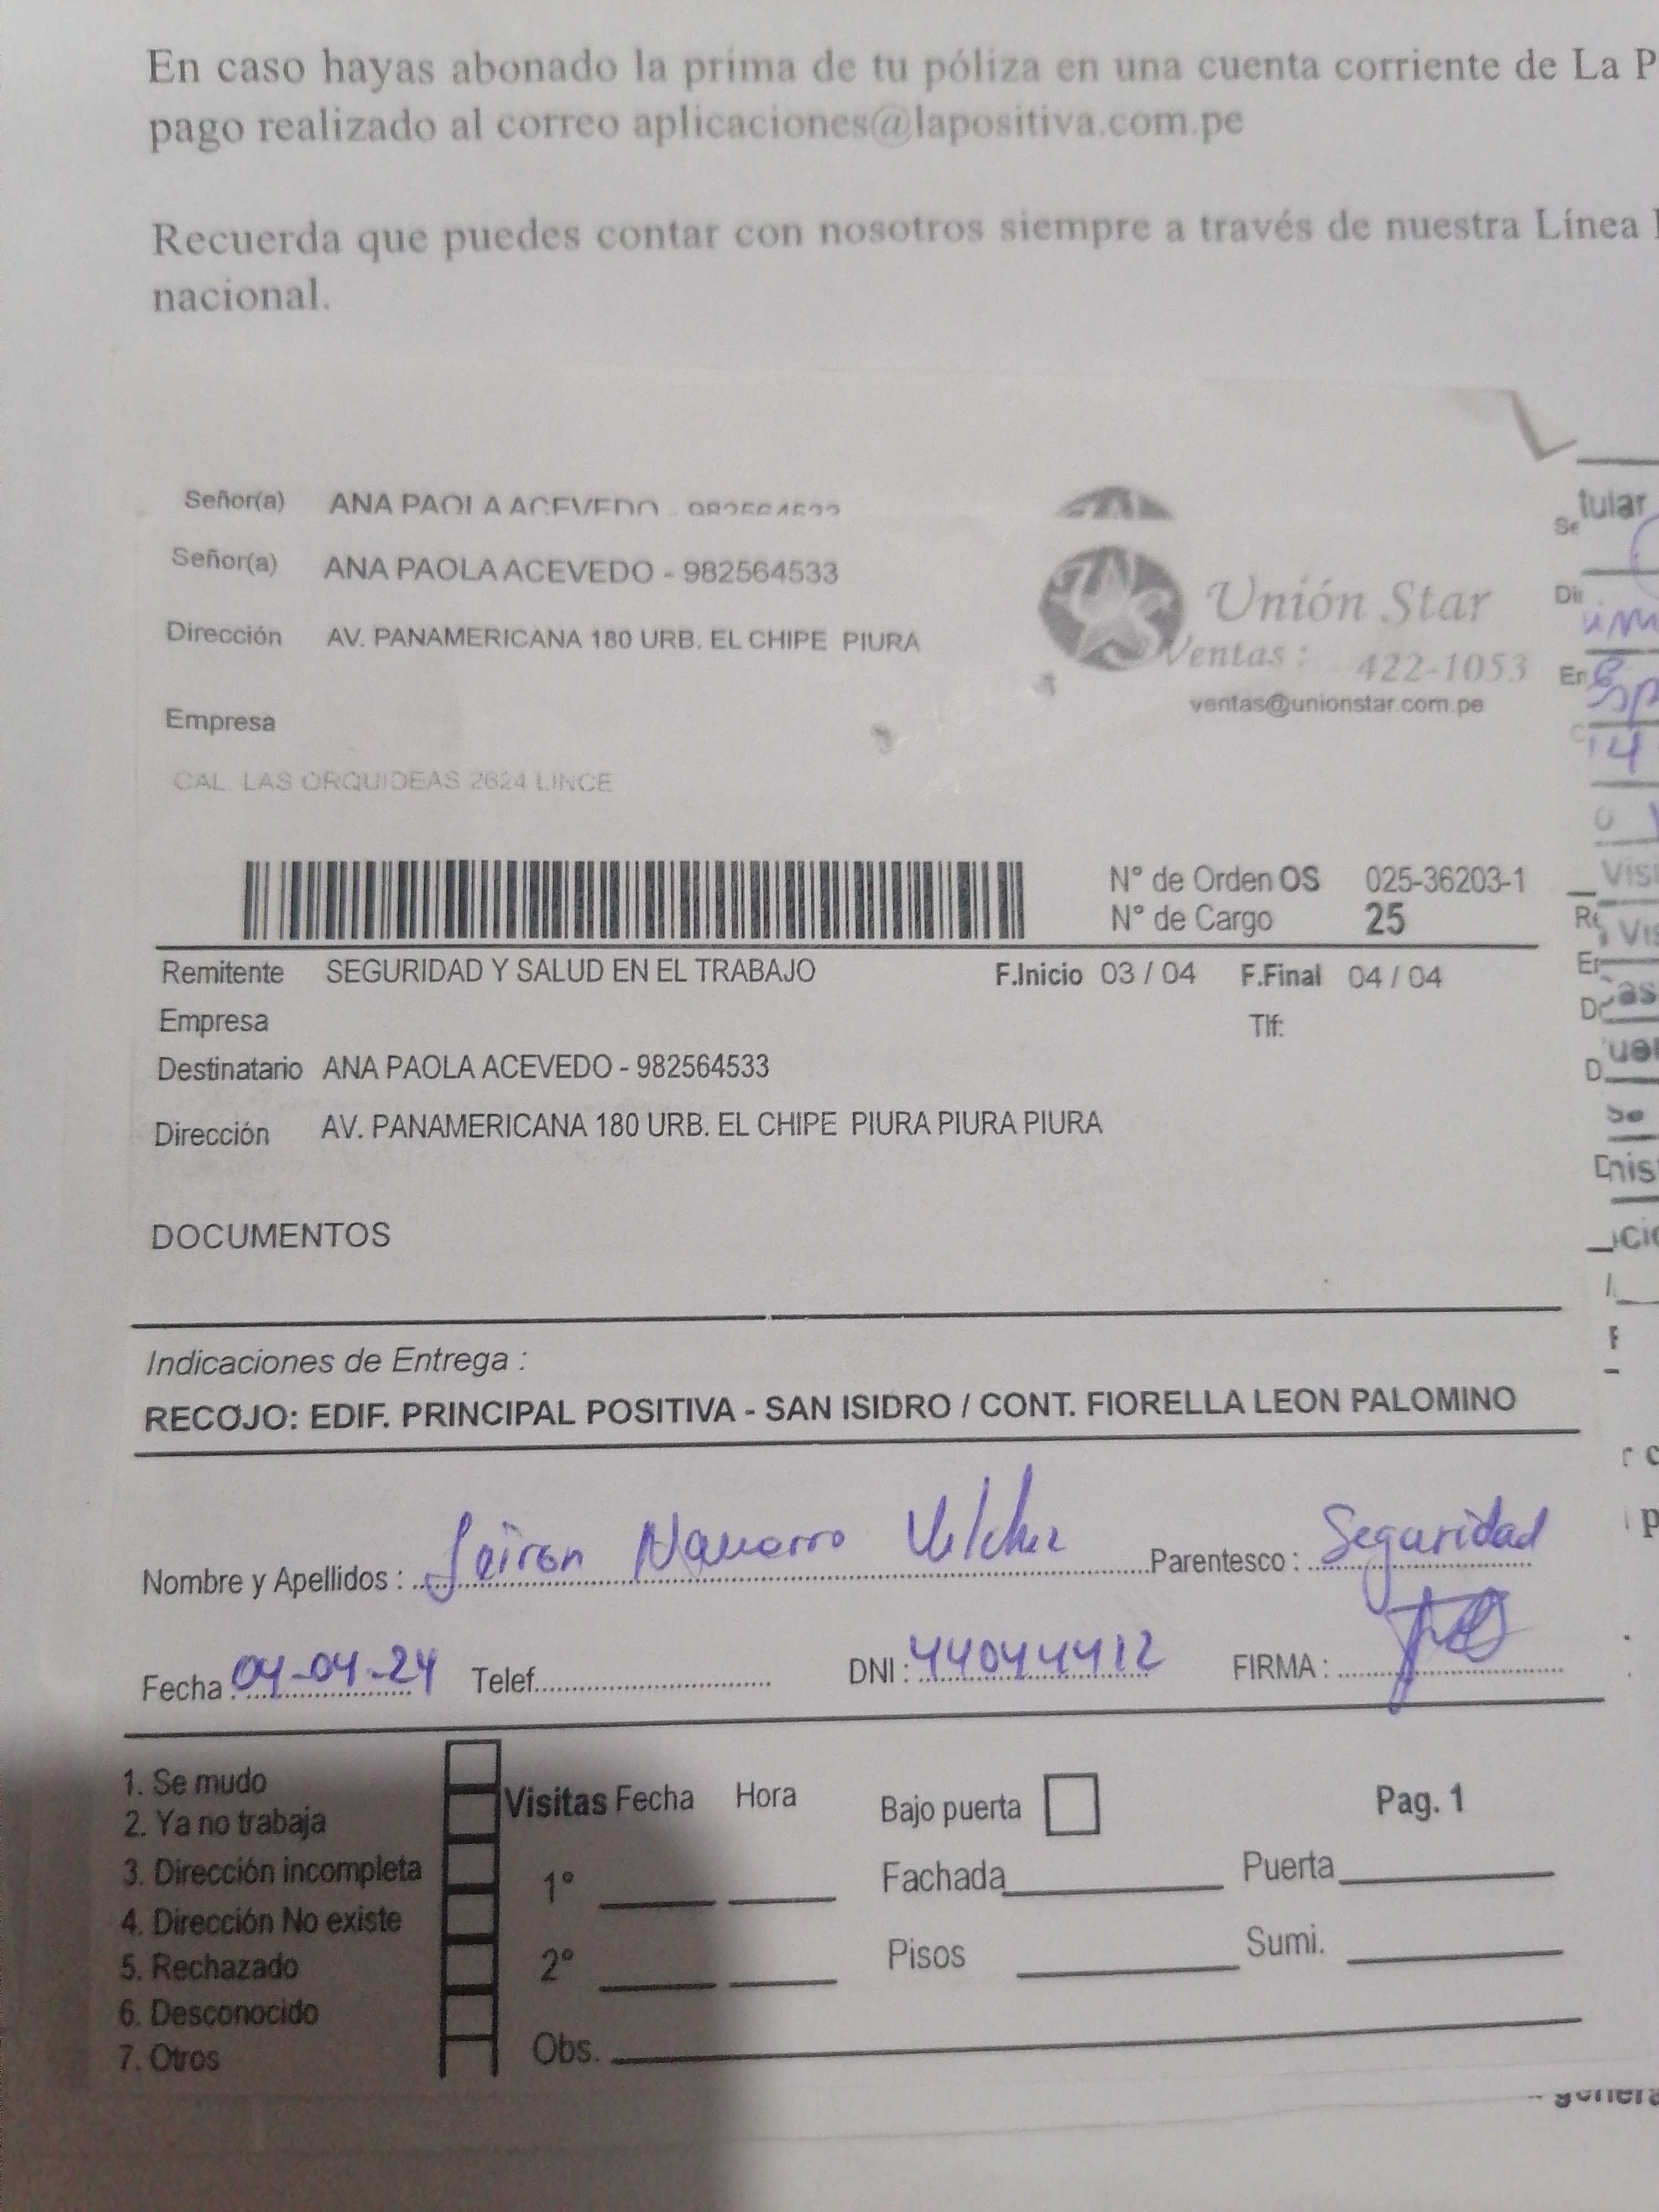 En caso hayas abonado la prima de tu póliza en una cuenta corriente de La P
pago realizado al correo aplicaciones@lapositiva.com.pe
Recuerda que puedes contar con nosotros siempre a través de nuestra Línea
nacional.
Señor(a) ANA PAOLA ACEVEDO - 982564533
Señor(a) ANA PAOLA ACEVEDO - 982564533
Unión Star
Dirección AV. PANAMERICANA 180 URB. EL CHIPE PIURA
Ventas : 422-1053
ventas@unionstar.com.pe
Empresa
CAL. LAS ORQUIDEAS 2624 LINCE
N° de Orden OS 025-36203-1
N° de Cargo 25
Remitente SEGURIDAD Y SALUD EN EL TRABAJO F.Inicio 03 / 04 F.Final 04 / 04
Empresa Tlf:
Destinatario ANA PAOLA ACEVEDO - 982564533
Dirección AV. PANAMERICANA 180 URB. EL CHIPE PIURA PIURA PIURA
DOCUMENTOS
Indicaciones de Entrega :
RECOJO: EDIF. PRINCIPAL POSITIVA - SAN ISIDRO / CONT. FIORELLA LEON PALOMINO
Nombre y Apellidos : Navarro Vilchez Parentesco : Seguridad
Fecha : 04-04-24 Telef. DNI : 44044412 FIRMA :
1. Se mudo
2. Ya no trabaja
3. Dirección incompleta
4. Dirección No existe
5. Rechazado
6. Desconocido
7. Otros
Visitas Fecha Hora Bajo puerta Pag. 1
1° Fachada Puerta
2° Pisos Sumi.
Obs.